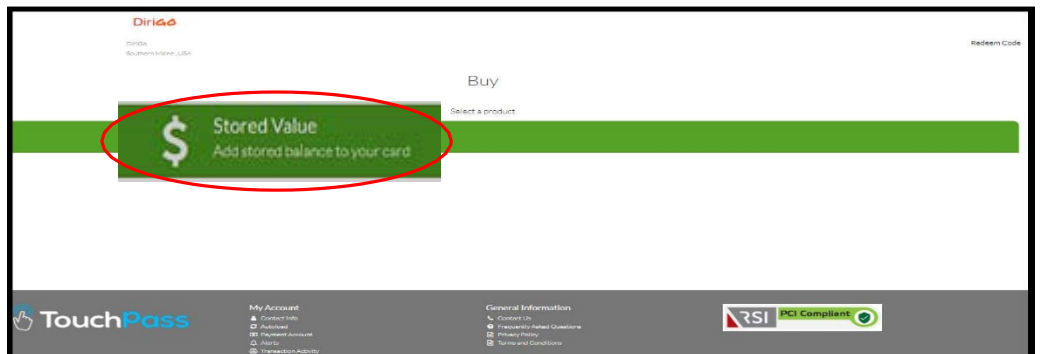 DiriGo
DiriGo
Southern Maine, USA
Redeem Code
Buy
Select a product
$
Stored Value
Add stored balance to your card
TouchPass
My Account
Contact Info
Autoload
Payment Account
Alerts
Transaction Activity
General Information
Contact Us
Frequently Asked Questions
Privacy Policy
Terms and Conditions
RSI PCI Compliant